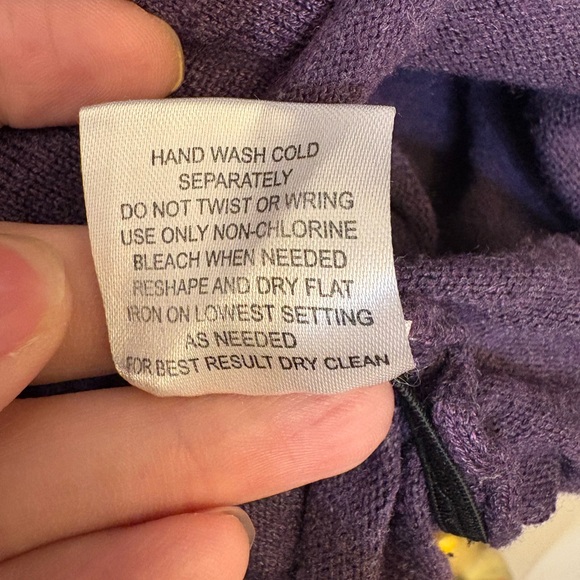 HAND WASH COLD
SEPARATELY
DO NOT TWIST OR WRING
USE ONLY NON-CHLORINE
BLEACH WHEN NEEDED
RESHAPE AND DRY FLAT
IRON ON LOWEST SETTING
AS NEEDED
FOR BEST RESULT DRY CLEAN